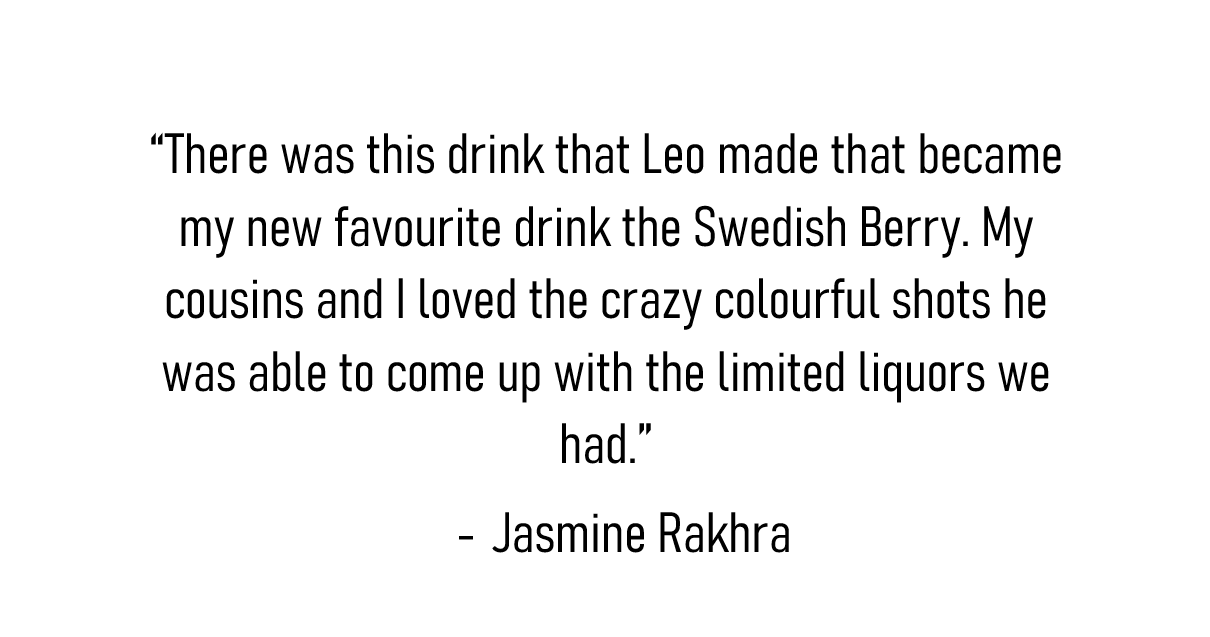 “There was this drink that Leo made that became
my new favourite drink the Swedish Berry. My
cousins and I loved the crazy colourful shots he
was able to come up with the limited liquors we
had.”
- Jasmine Rakhra